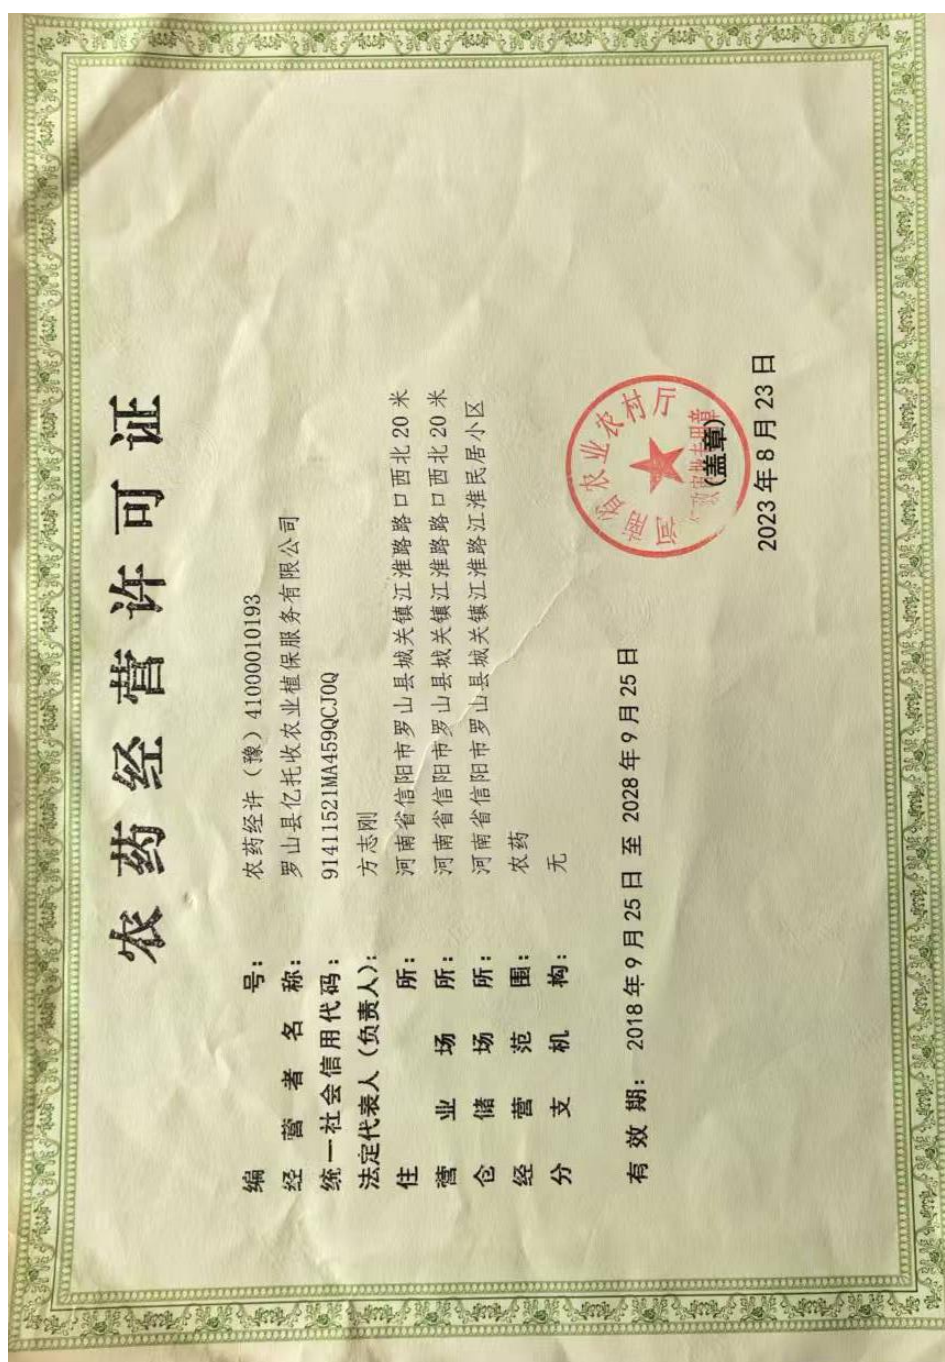 农药经营许可证
编号：农药经许（豫）41000010193
经营者名称：罗山县亿托收农业植保服务有限公司
统一社会信用代码：91411521MA459QCJ0Q
法定代表人（负责人）：方志刚
住所：河南省信阳市罗山县城关镇江淮路路口西北20米
营业场所：河南省信阳市罗山县城关镇江淮路路口西北20米
仓储场所：河南省信阳市罗山县城关镇江淮路江淮民居小区
经营范围：农药
分支机构：无
有效期：2018年9月25日至2028年9月25日
河南省农业农村厅
行政审批专用章
（盖章）
2023年8月23日